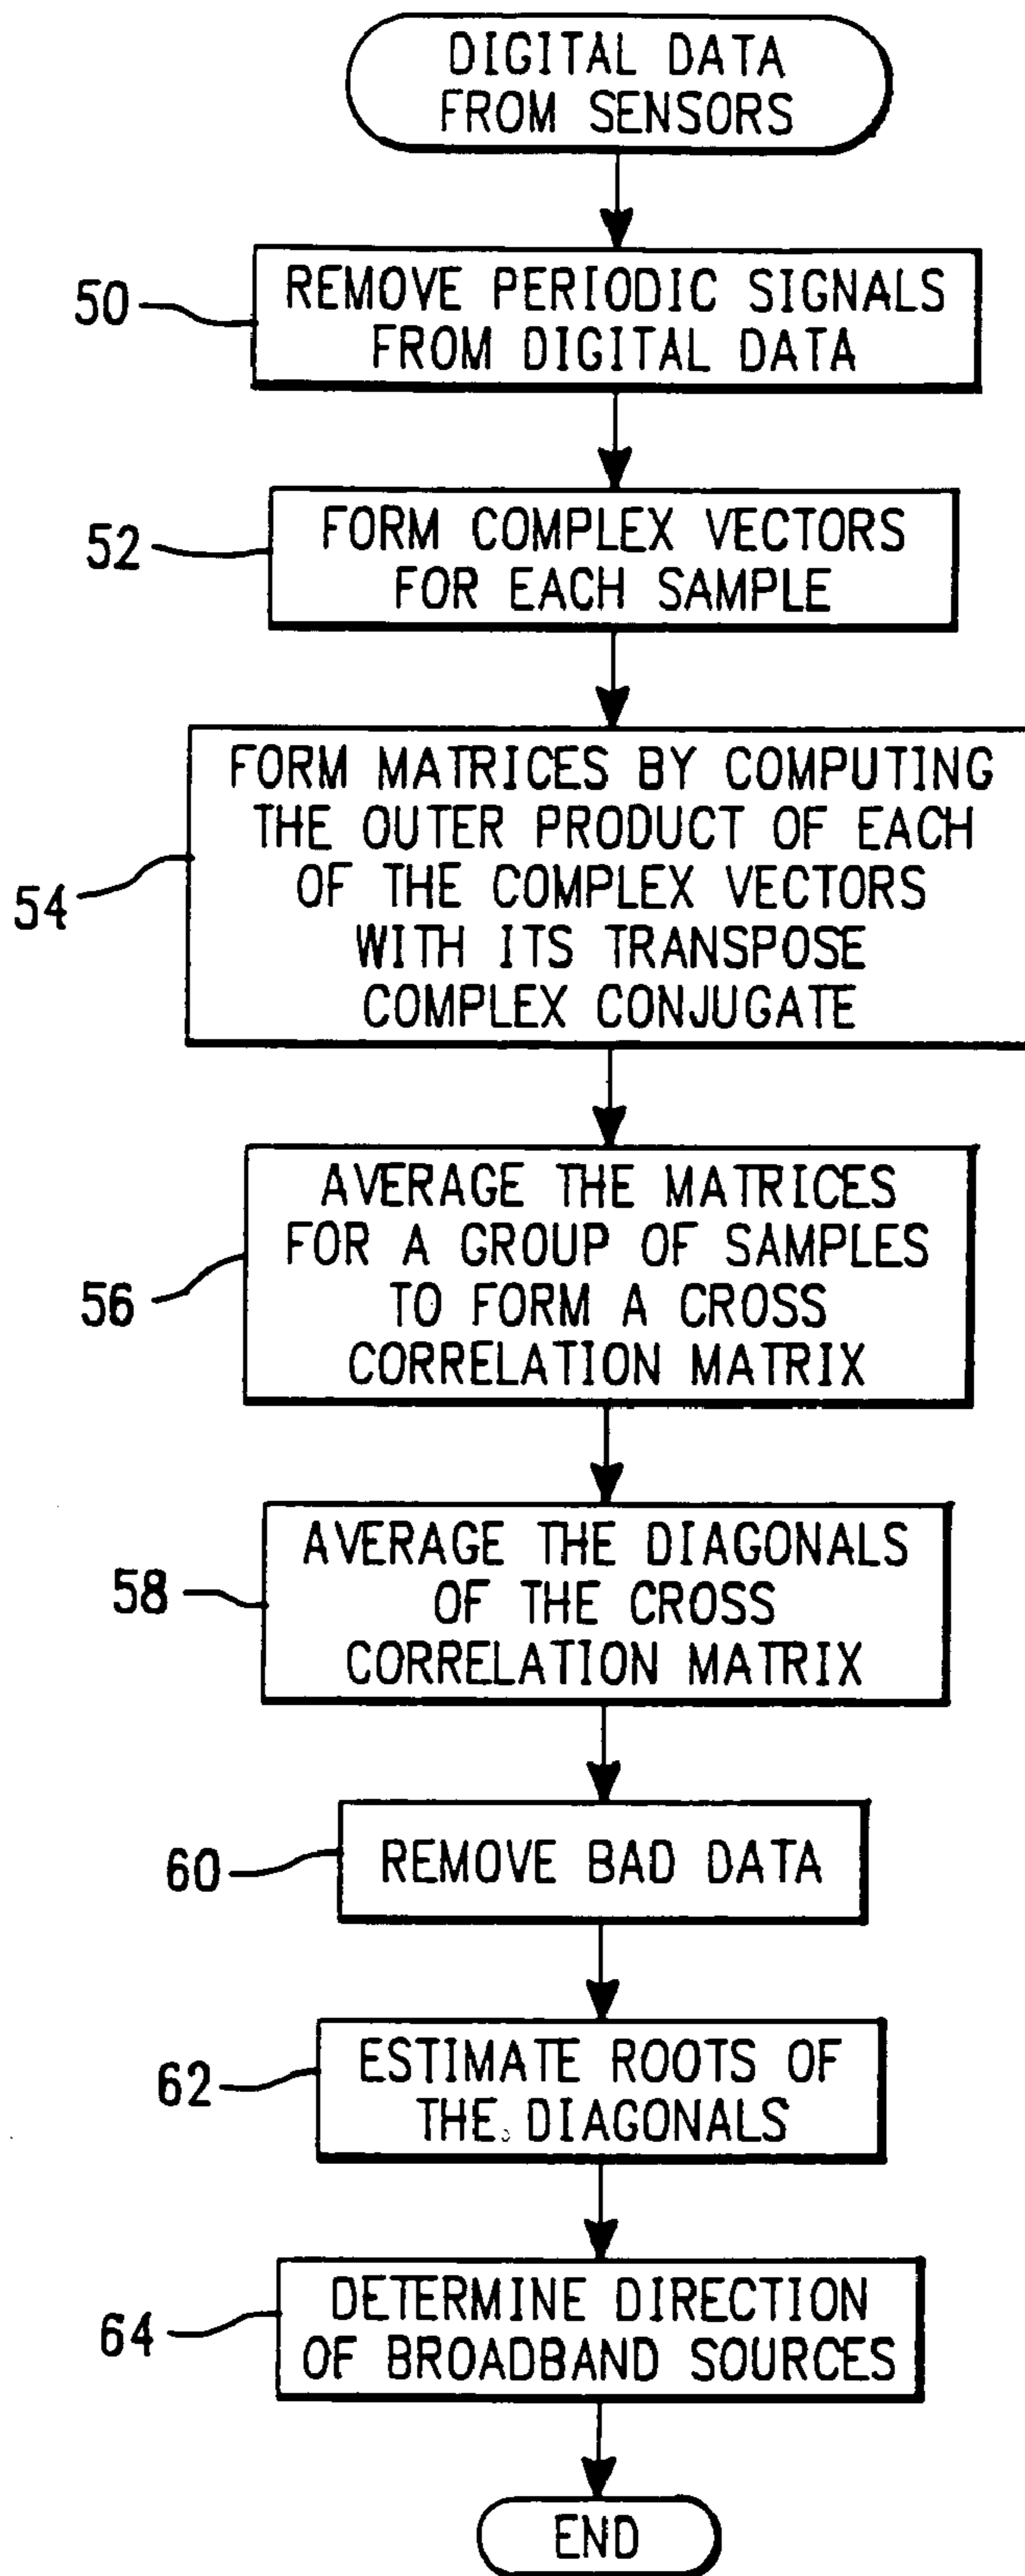 DIGITAL DATA
FROM SENSORS
50
REMOVE PERIODIC SIGNALS
FROM DIGITAL DATA
52
FORM COMPLEX VECTORS
FOR EACH SAMPLE
54
FORM MATRICES BY COMPUTING
THE OUTER PRODUCT OF EACH
OF THE COMPLEX VECTORS
WITH ITS TRANSPOSE
COMPLEX CONJUGATE
56
AVERAGE THE MATRICES
FOR A GROUP OF SAMPLES
TO FORM A CROSS
CORRELATION MATRIX
58
AVERAGE THE DIAGONALS
OF THE CROSS
CORRELATION MATRIX
60
REMOVE BAD DATA
62
ESTIMATE ROOTS OF
THE DIAGONALS
64
DETERMINE DIRECTION
OF BROADBAND SOURCES
END